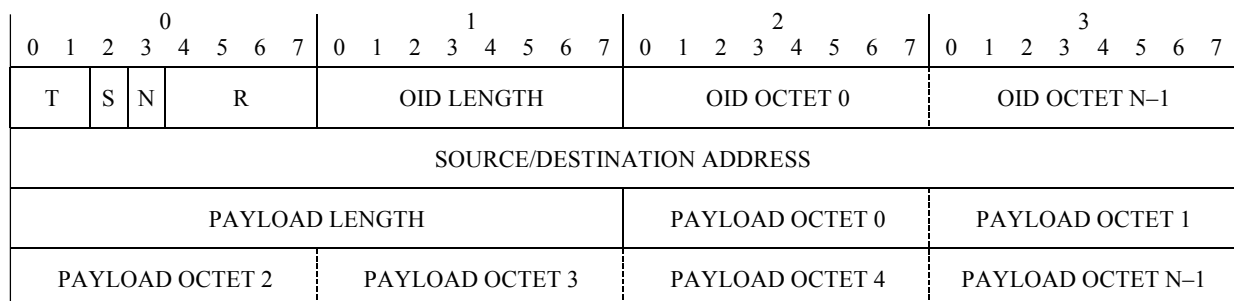 0 1 2 3
0 1 2 3 4 5 6 7 0 1 2 3 4 5 6 7 0 1 2 3 4 5 6 7 0 1 2 3 4 5 6 7
T S N R OID LENGTH OID OCTET 0 OID OCTET N–1
SOURCE/DESTINATION ADDRESS
PAYLOAD LENGTH PAYLOAD OCTET 0 PAYLOAD OCTET 1
PAYLOAD OCTET 2 PAYLOAD OCTET 3 PAYLOAD OCTET 4 PAYLOAD OCTET N–1